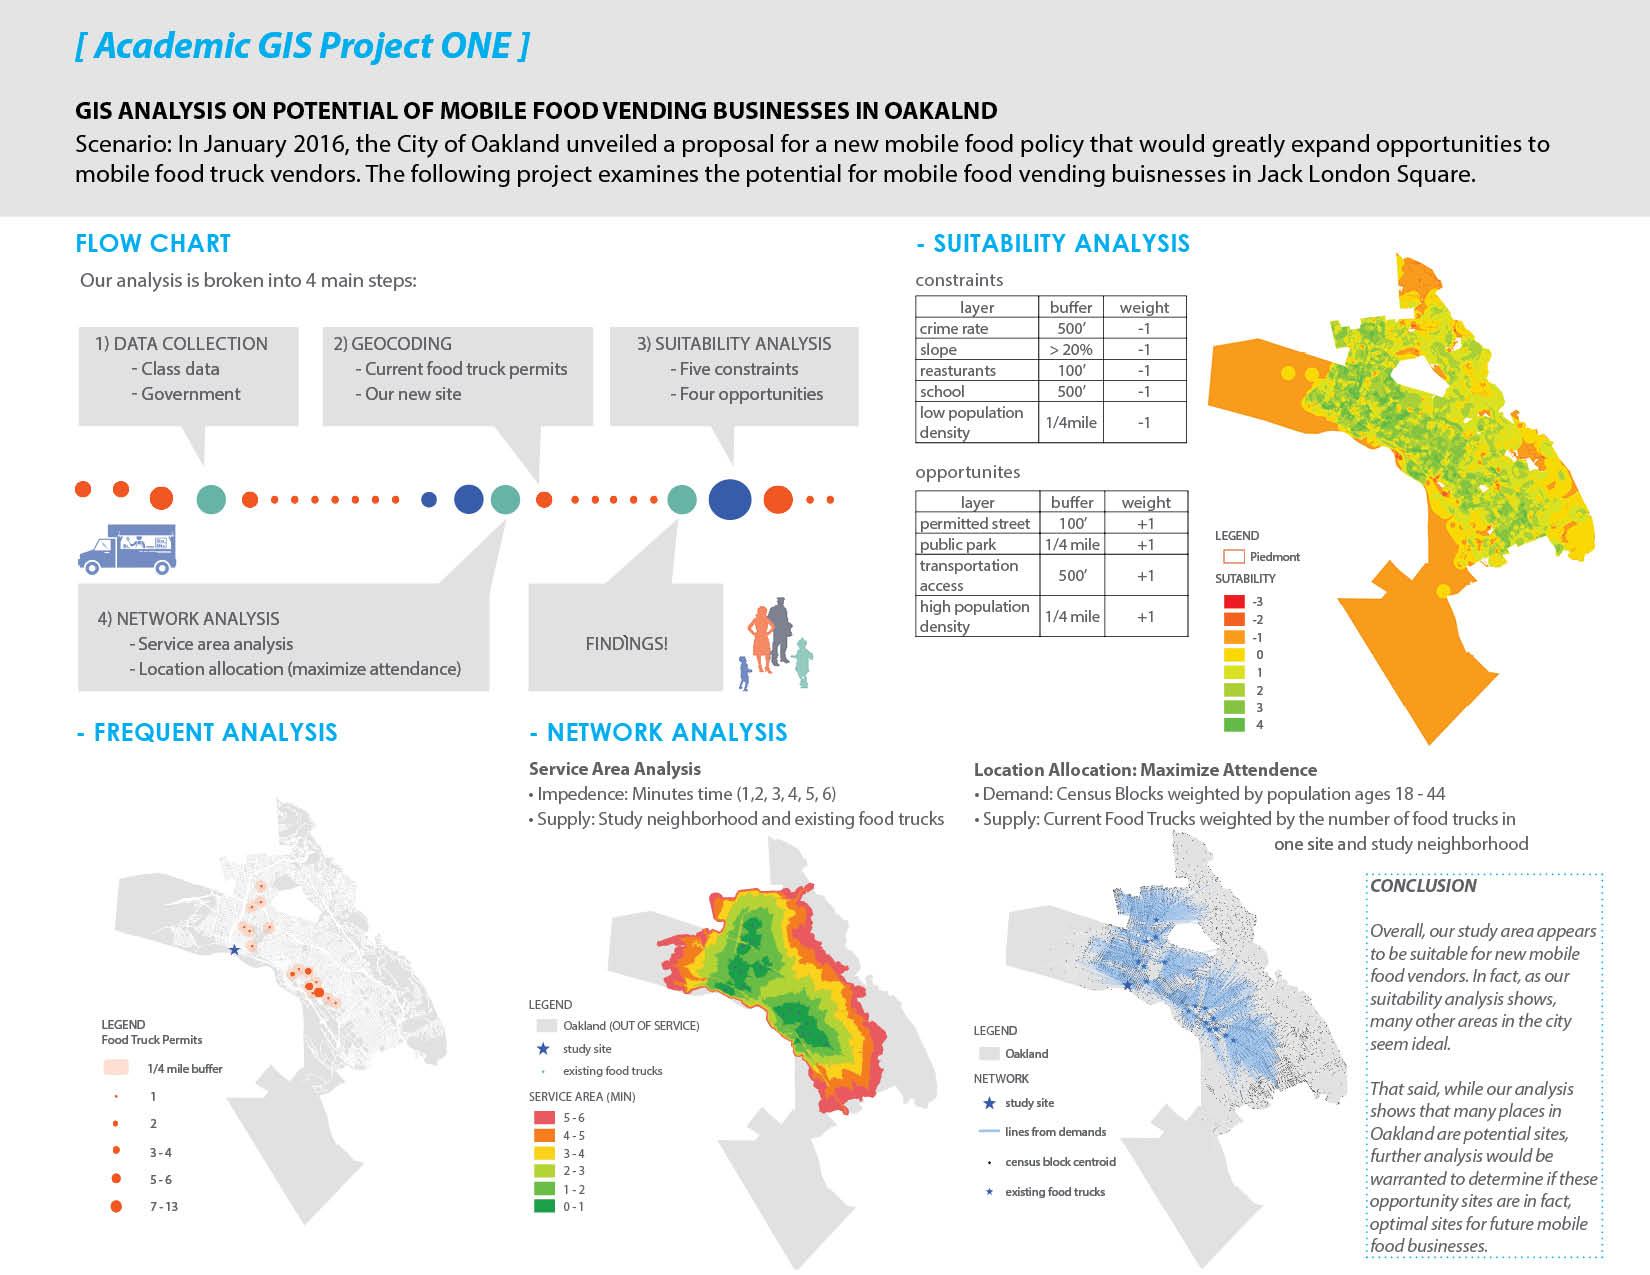 [ Academic GIS Project ONE ]
GIS ANALYSIS ON POTENTIAL OF MOBILE FOOD VENDING BUSINESSES IN OAKALND
Scenario: In January 2016, the City of Oakland unveiled a proposal for a new mobile food policy that would greatly expand opportunities to
mobile food truck vendors. The following project examines the potential for mobile food vending buisnesses in Jack London Square.
FLOW CHART
Our analysis is broken into 4 main steps:
1) DATA COLLECTION
- Class data
- Government
2) GEOCODING
- Current food truck permits
- Our new site
3) SUITABILITY ANALYSIS
- Five constraints
- Four opportunities
4) NETWORK ANALYSIS
- Service area analysis
- Location allocation (maximize attendance)
FINDINGS!
- SUITABILITY ANALYSIS
constraints
layer buffer weight
crime rate 500' -1
slope > 20% -1
reasturants 100' -1
school 500' -1
low population
density 1/4mile -1
opportunites
layer buffer weight
permitted street 100' +1
public park 1/4 mile +1
transportation
access 500' +1
high population
density 1/4 mile +1
LEGEND
Piedmont
SUTABILITY
-3
-2
-1
0
1
2
3
4
- FREQUENT ANALYSIS
LEGEND
Food Truck Permits
1/4 mile buffer
1
2
3 - 4
5 - 6
7 - 13
- NETWORK ANALYSIS
Service Area Analysis
• Impedence: Minutes time (1,2, 3, 4, 5, 6)
• Supply: Study neighborhood and existing food trucks
LEGEND
Oakland (OUT OF SERVICE)
study site
existing food trucks
SERVICE AREA (MIN)
5 - 6
4 - 5
3 - 4
2 - 3
1 - 2
0 - 1
Location Allocation: Maximize Attendence
• Demand: Census Blocks weighted by population ages 18 - 44
• Supply: Current Food Trucks weighted by the number of food trucks in
one site and study neighborhood
LEGEND
Oakland
NETWORK
study site
lines from demands
census block centroid
existing food trucks
CONCLUSION
Overall, our study area appears
to be suitable for new mobile
food vendors. In fact, as our
suitability analysis shows,
many other areas in the city
seem ideal.
That said, while our analysis
shows that many places in
Oakland are potential sites,
further analysis would be
warranted to determine if these
opportunity sites are in fact,
optimal sites for future mobile
food businesses.